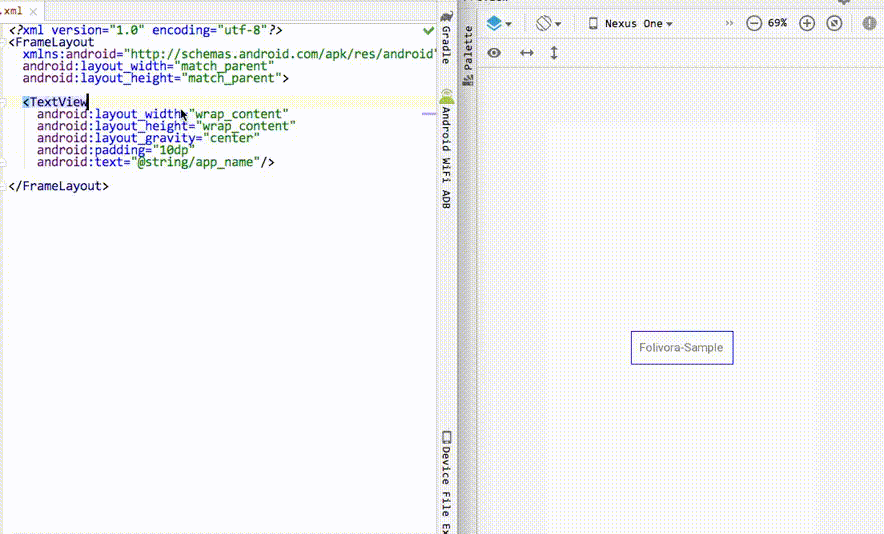 .xml
<?xml version="1.0" encoding="utf-8"?>
<FrameLayout
xmlns:android="http://schemas.android.com/apk/res/android"
android:layout_width="match_parent"
android:layout_height="match_parent">
<TextView
android:layout_width="wrap_content"
android:layout_height="wrap_content"
android:layout_gravity="center"
android:padding="10dp"
android:text="@string/app_name"/>
</FrameLayout>
Gradle
Android WiFi ADB
Device File Ex
Palette
Nexus One
69%
Folivora-Sample